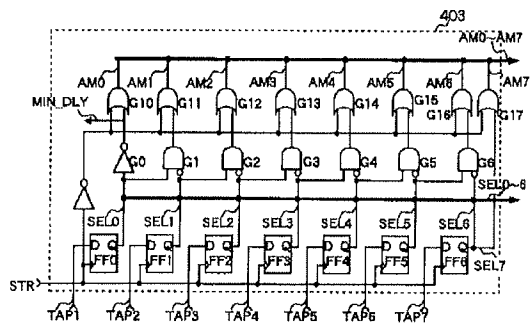 403
AM0~AM7
AM0 AM1 AM2 AM3 AM4 AM5 AM6 AM7
MIN_DLY G10 G11 G12 G13 G14 G15 G16 G17
G0 G1 G2 G3 G4 G5 G6
SEL0~6
SEL0 SEL1 SEL2 SEL3 SEL4 SEL5 SEL6
D Q D Q D Q D Q D Q D Q D Q
FF0 FF1 FF2 FF3 FF4 FF5 FF6
SEL7
STR
TAP1 TAP2 TAP3 TAP4 TAP5 TAP6